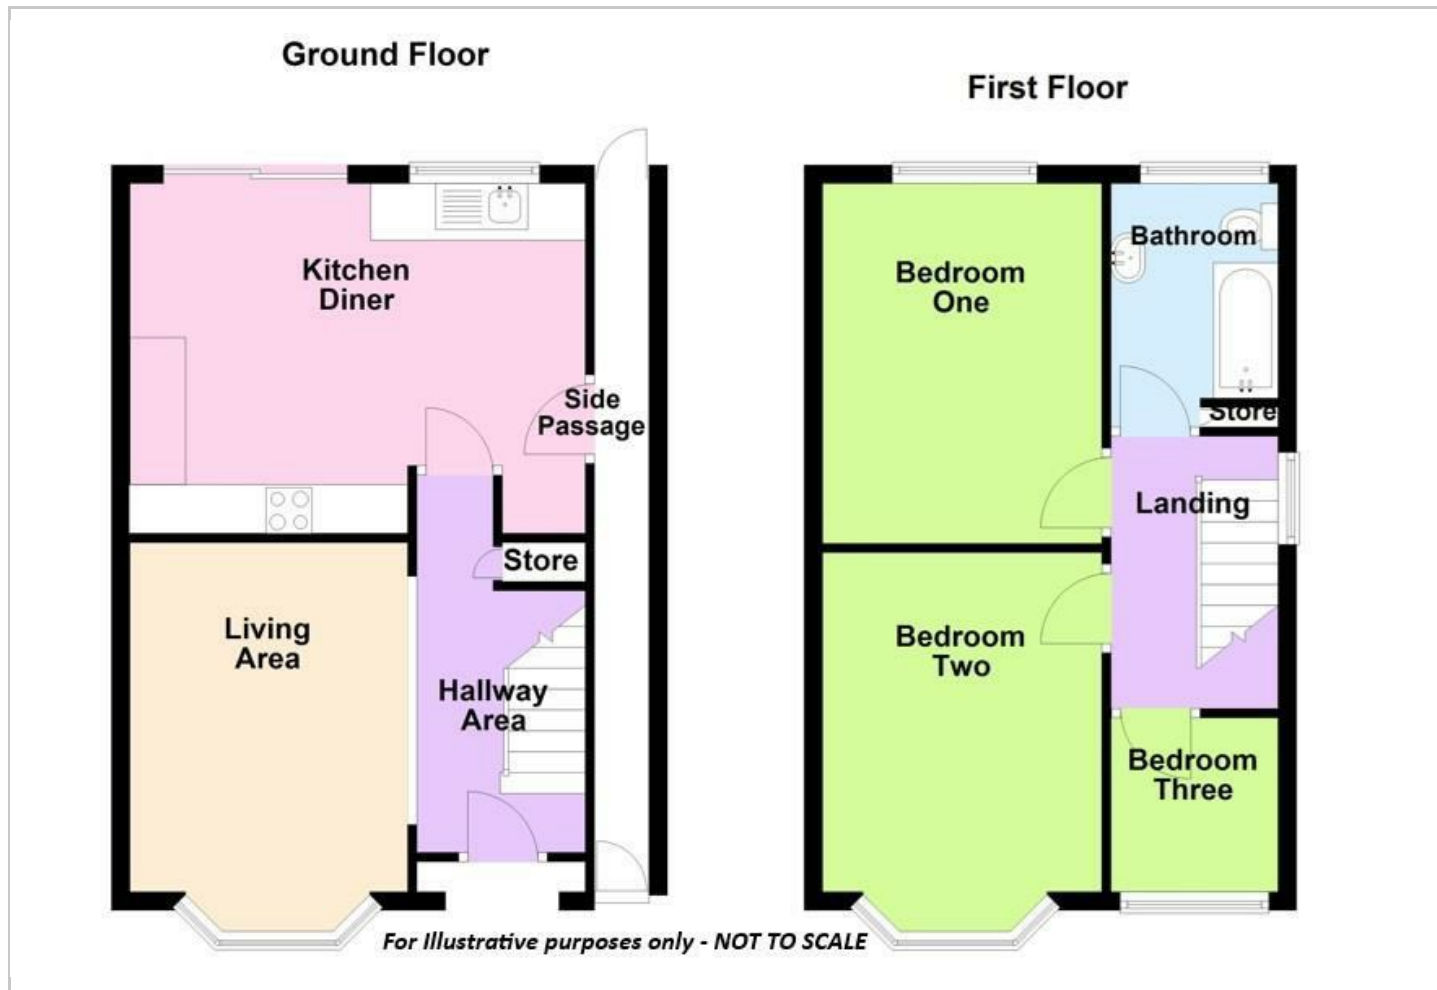 Ground Floor
First Floor
Kitchen
Diner
Side
Passage
Store
Living
Area
Hallway
Area
Bedroom
One
Bathroom
Store
Landing
Bedroom
Two
Bedroom
Three
For Illustrative purposes only - NOT TO SCALE